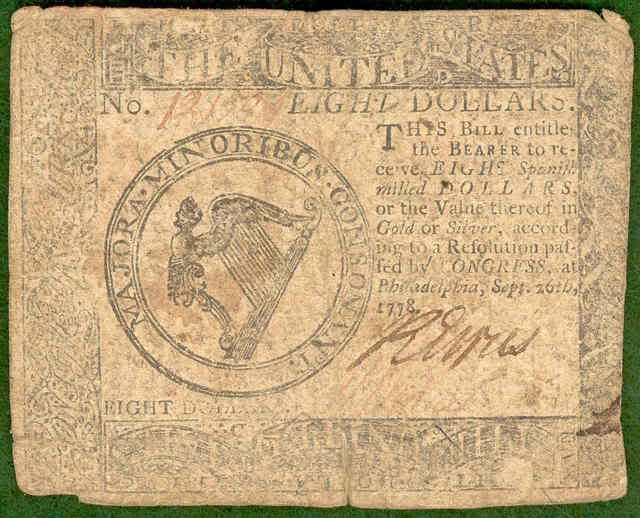 THE UNITED STATES
No. EIGHT DOLLARS.
THIS BILL entitles
the BEARER to re-
ceive EIGHT Spanish
milled DOLLARS,
or the Value thereof in
Gold or Silver, accord-
ing to a Resolution pas-
sed by CONGRESS, at
Philadelphia, Sept. 26th,
1778.
MAJORA · MINORIBUS · CONSONANT.
EIGHT